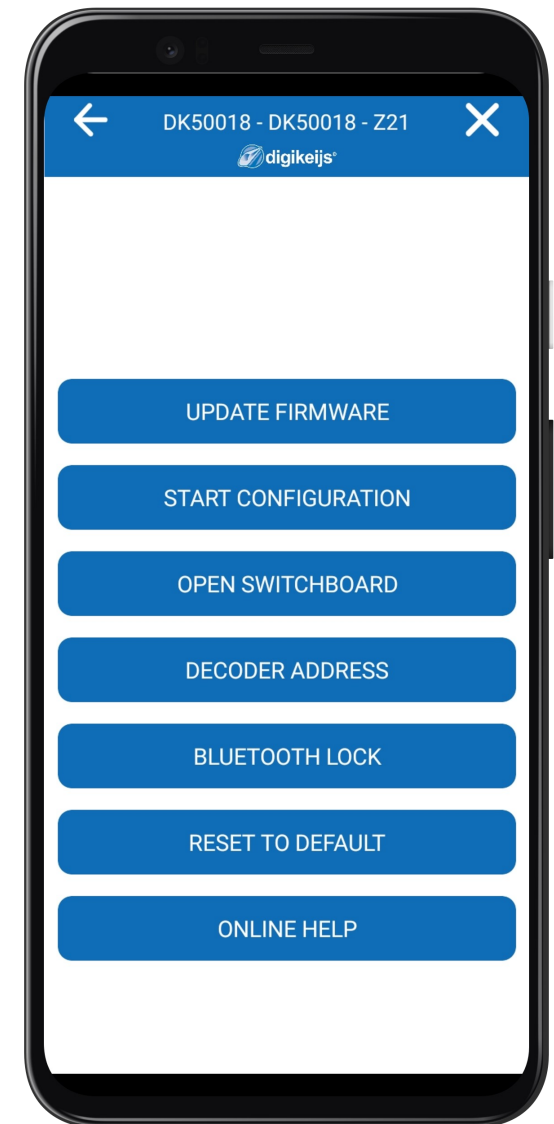 DK50018 - DK50018 - Z21
digikeijs®
UPDATE FIRMWARE
START CONFIGURATION
OPEN SWITCHBOARD
DECODER ADDRESS
BLUETOOTH LOCK
RESET TO DEFAULT
ONLINE HELP